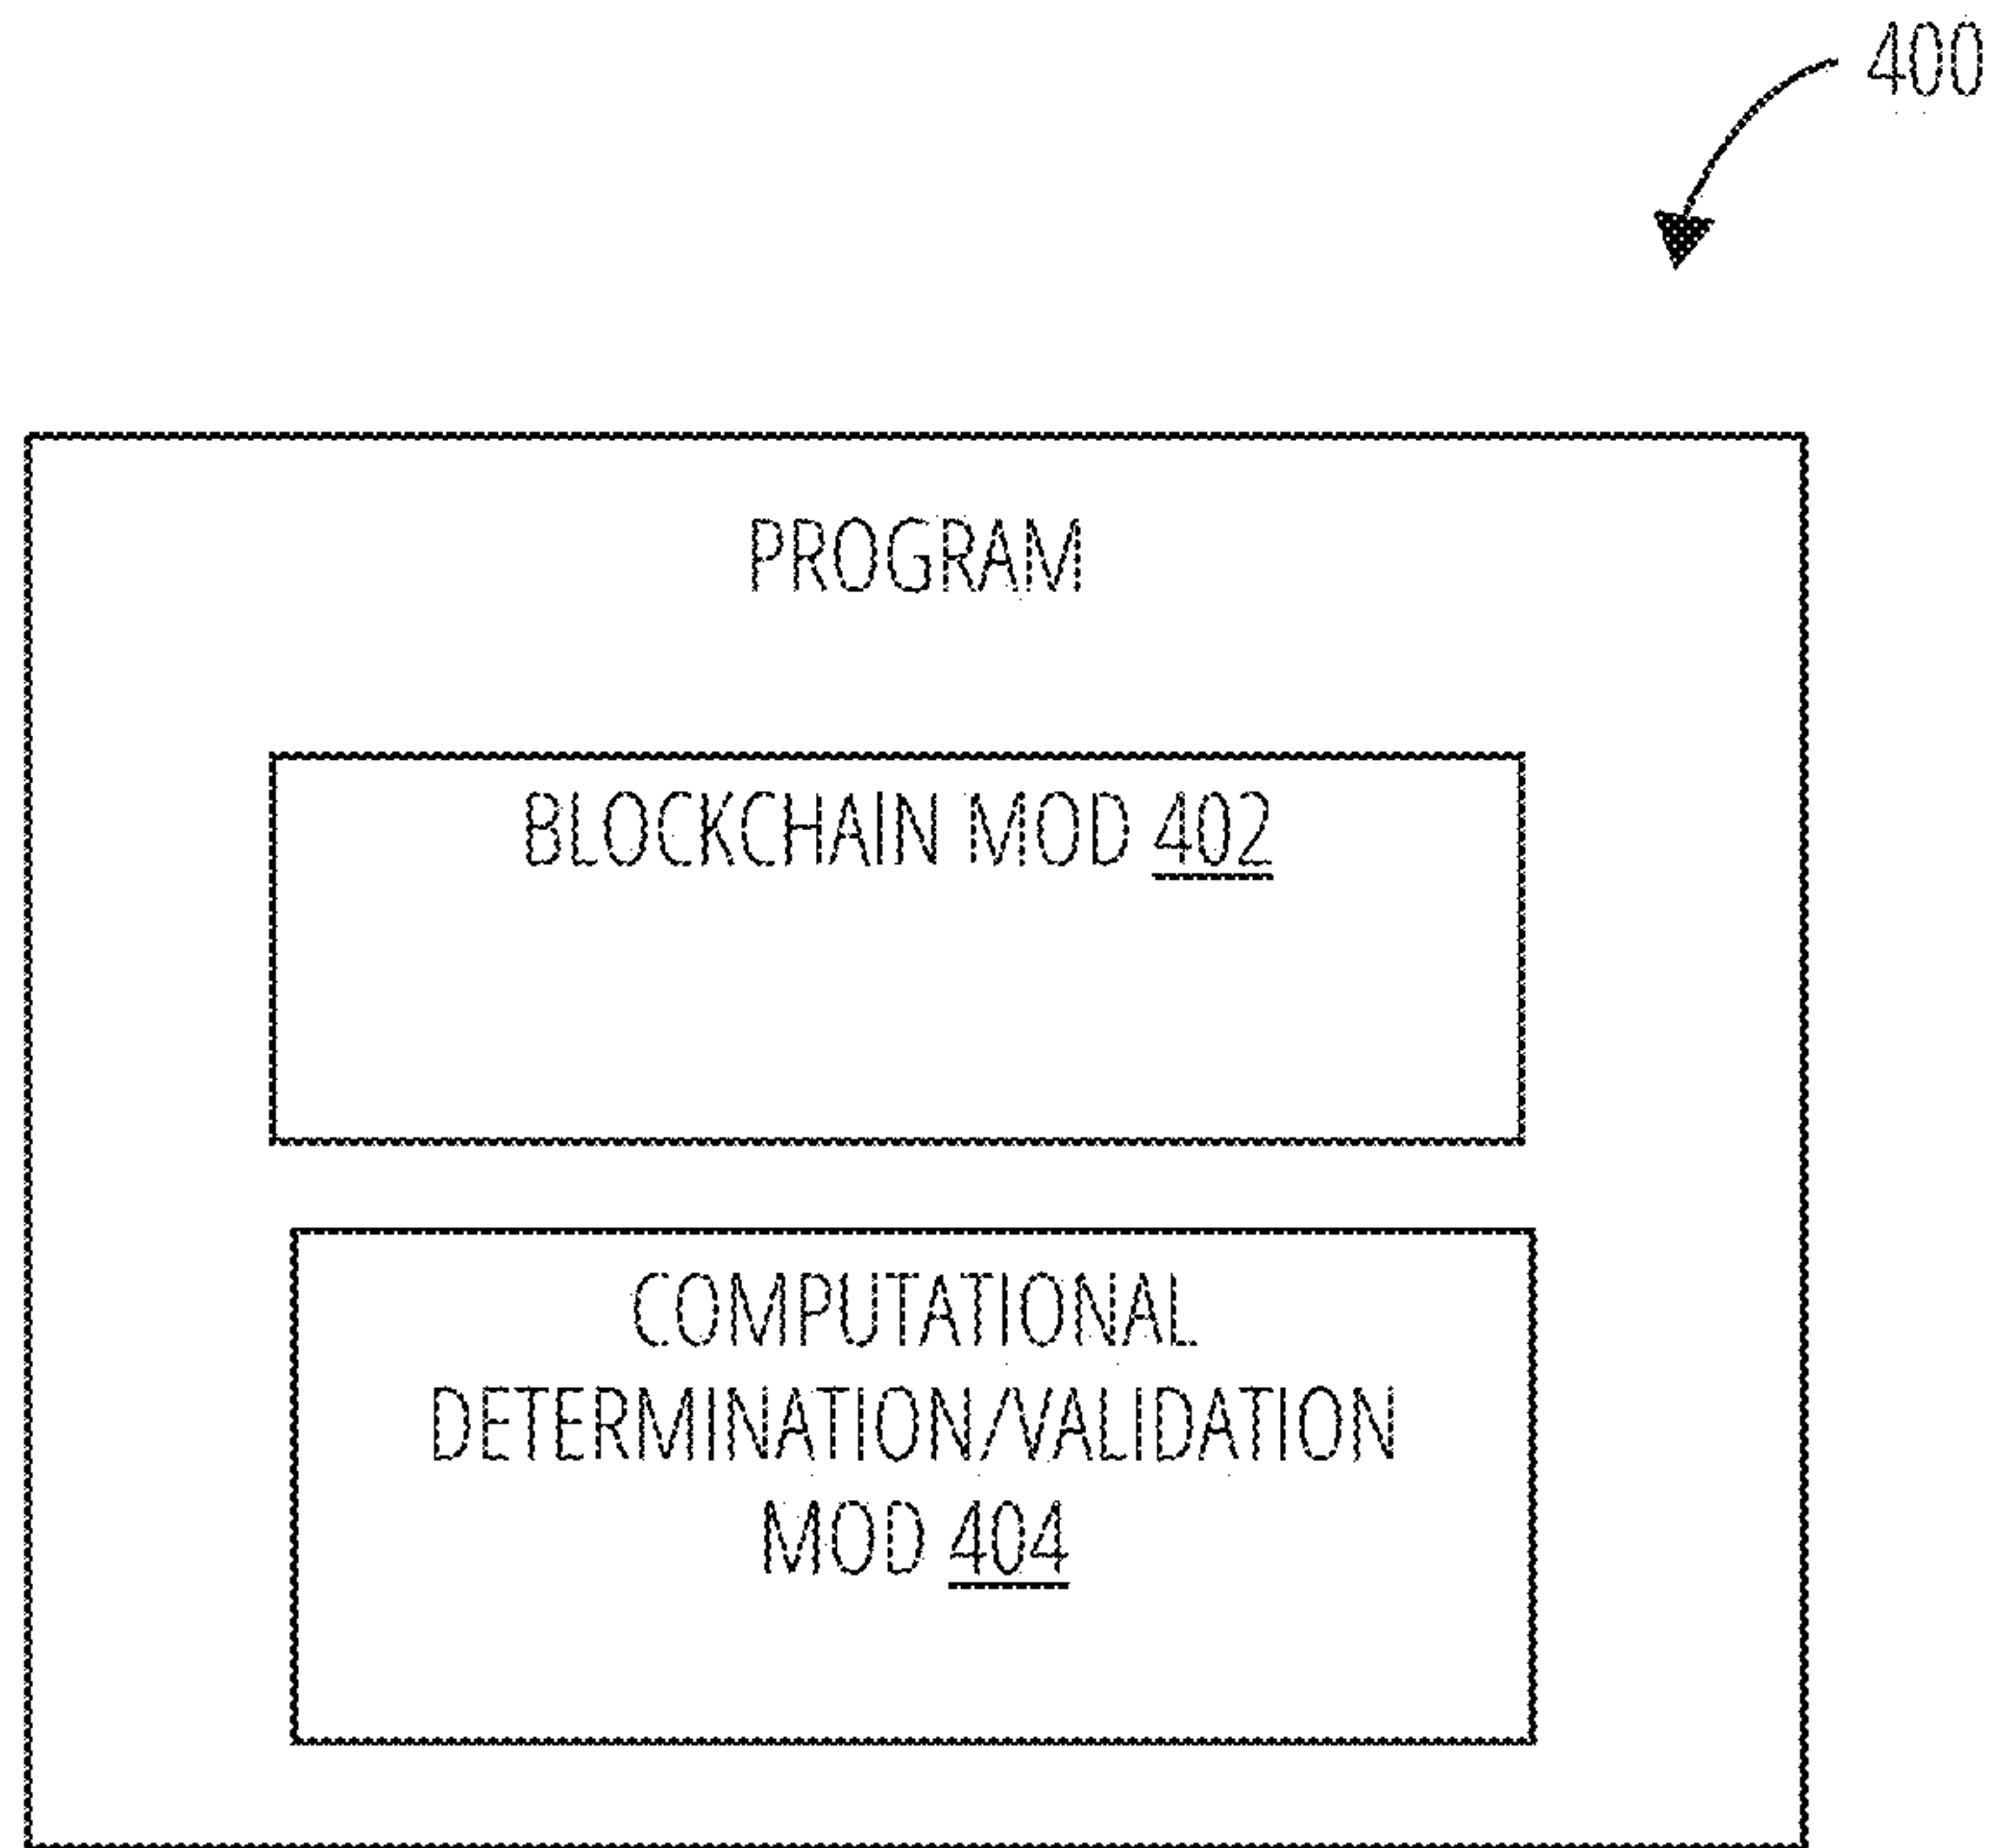 400
PROGRAM
BLOCKCHAIN MOD 402
COMPUTATIONAL
DETERMINATION/VALIDATION
MOD 404